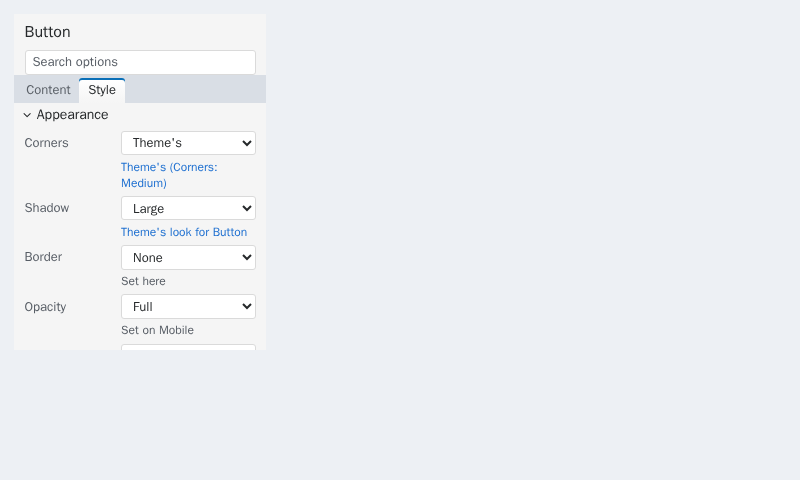 Button
Search options
Content Style
Appearance
Corners Theme's
Theme's (Corners:
Medium)
Shadow Large
Theme's look for Button
Border None
Set here
Opacity Full
Set on Mobile